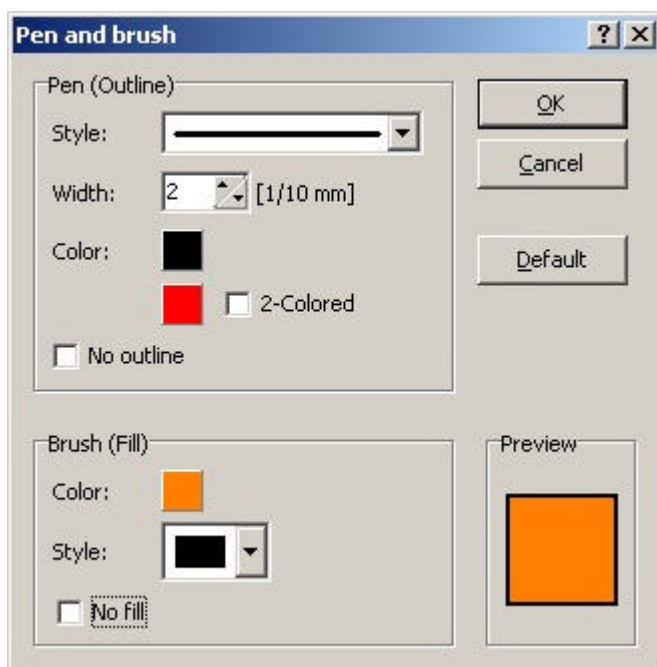 Pen and brush
Pen (Outline)
Style:
Width: 2 [1/10 mm]
Color:
2-Colored
No outline
OK
Cancel
Default
Brush (Fill)
Color:
Style:
No fill
Preview